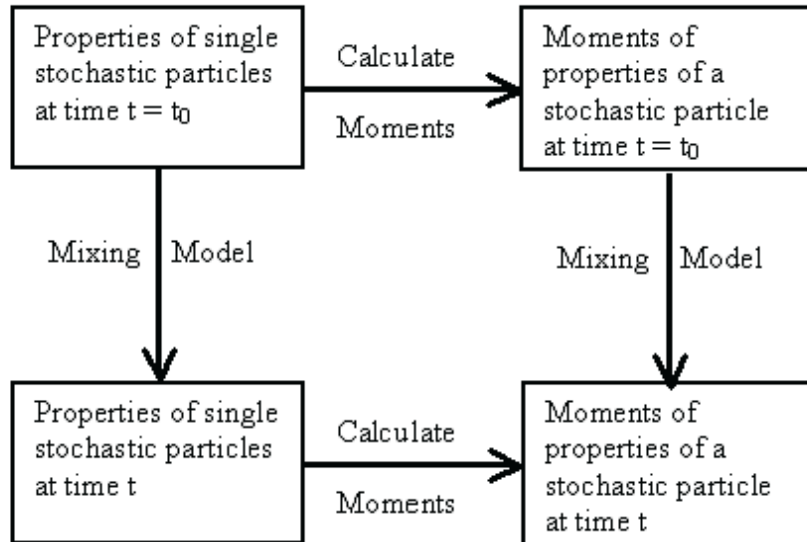 Properties of single
stochastic particles
at time t = t0
Calculate
Moments
Moments of
properties of a
stochastic particle
at time t = t0
Mixing Model
Mixing Model
Properties of single
stochastic particles
at time t
Calculate
Moments
Moments of
properties of a
stochastic particle
at time t